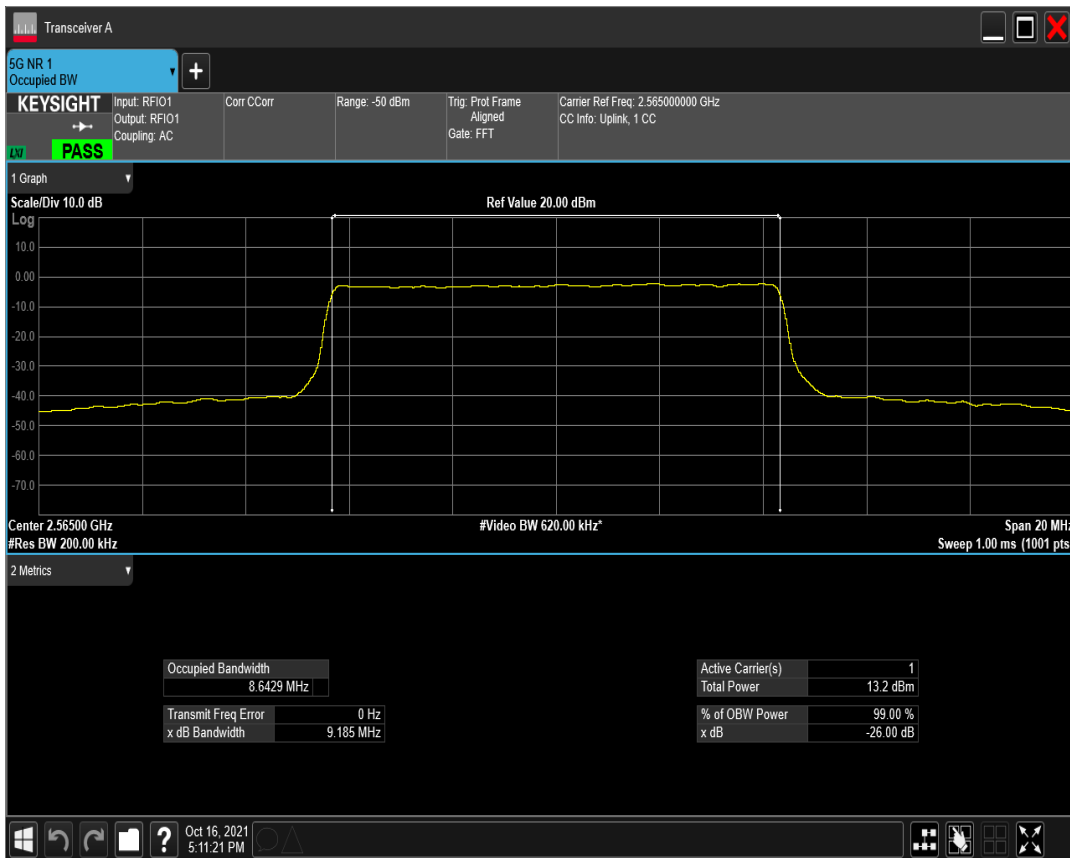 Transceiver A
5G NR 1
Occupied BW
KEYSIGHT
LXI
PASS
Input: RFIO1
Output: RFIO1
Coupling: AC
Corr CCorr
Range: -50 dBm
Trig: Prot Frame
Aligned
Gate: FFT
Carrier Ref Freq: 2.565000000 GHz
CC Info: Uplink, 1 CC
1 Graph
Scale/Div 10.0 dB
Ref Value 20.00 dBm
Log
10.0
0.00
-10.0
-20.0
-30.0
-40.0
-50.0
-60.0
-70.0
Center 2.56500 GHz
#Video BW 620.00 kHz*
Span 20 MHz
#Res BW 200.00 kHz
Sweep 1.00 ms (1001 pts
2 Metrics
Occupied Bandwidth
8.6429 MHz
Transmit Freq Error 0 Hz
x dB Bandwidth 9.185 MHz
Active Carrier(s) 1
Total Power 13.2 dBm
% of OBW Power 99.00 %
x dB -26.00 dB
?
Oct 16, 2021
5:11:21 PM